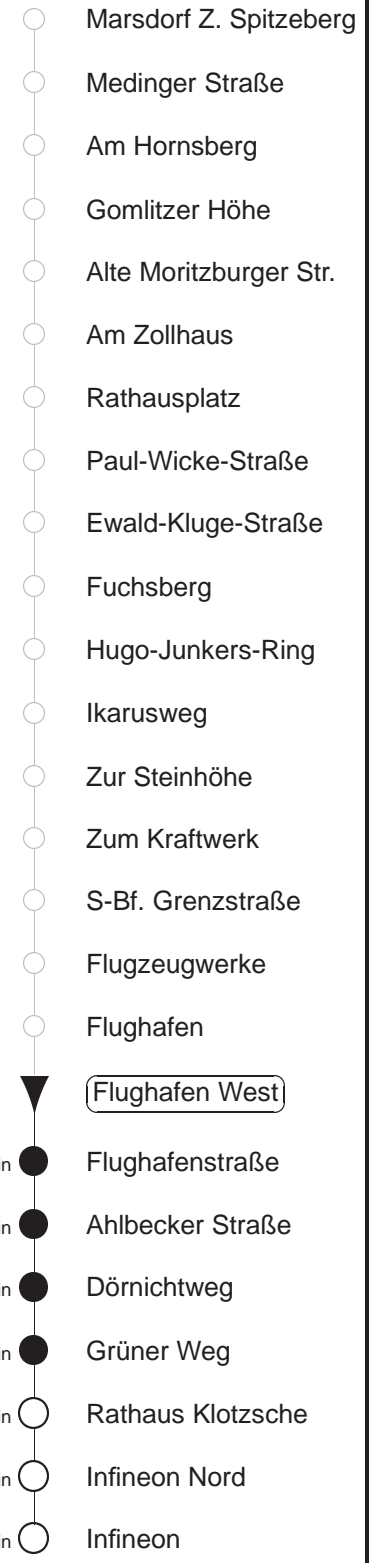 Marsdorf Z. Spitzeberg
Medinger Straße
Am Hornsberg
Gomlitzer Höhe
Alte Moritzburger Str.
Am Zollhaus
Rathausplatz
Paul-Wicke-Straße
Ewald-Kluge-Straße
Fuchsberg
Hugo-Junkers-Ring
Ikarusweg
Zur Steinhöhe
Zum Kraftwerk
S-Bf. Grenzstraße
Flugzeugwerke
Flughafen
Flughafen West
Flughafenstraße
Ahlbecker Straße
Dörnichtweg
Grüner Weg
Rathaus Klotzsche
Infineon Nord
Infineon